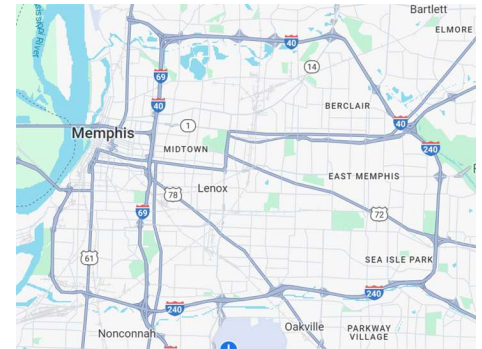 Bartlett
ELMORE
40
14
69
40
BERCLAIR
40
Memphis
1
MIDTOWN
240
EAST MEMPHIS
Lenox
78
69
72
61
SEA ISLE PARK
240
240
Nonconnah
Oakville
PARKWAY
VILLAGE